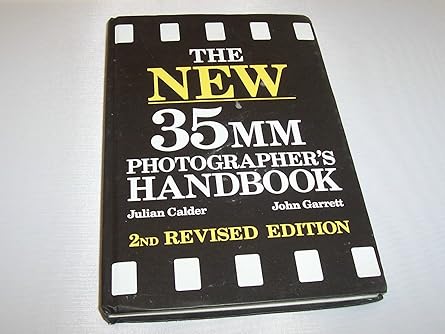 THE
NEW
35MM
PHOTOGRAPHER'S
HANDBOOK
Julian Calder John Garrett
2ND REVISED EDITION